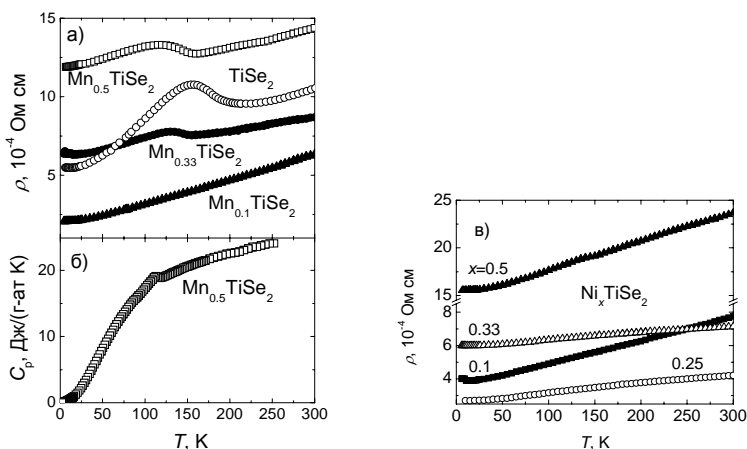 а)
15
10
5
ρ, 10⁻⁴ Ом см
Mn₀.₅TiSe₂
TiSe₂
Mn₀.₃₃TiSe₂
Mn₀.₁TiSe₂
б)
20
10
0
Cₚ, Дж/(г-ат К)
Mn₀.₅TiSe₂
0 50 100 150 200 250 300
T, K
в)
25
20
15
8
6
4
ρ, 10⁻⁴ Ом см
x=0.5
NiₓTiSe₂
0.33
0.1
0.25
0 50 100 150 200 250 300
T, K